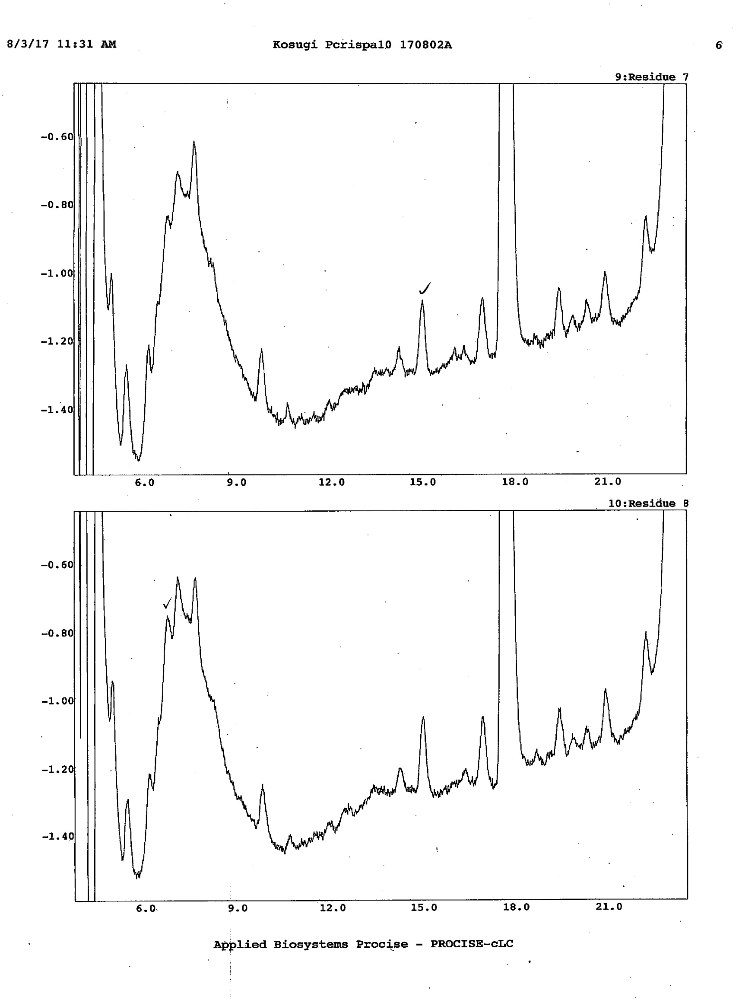 8/3/17 11:31 AM Kosugi Pcrispa10 170802A 6
9:Residue 7
-0.60
-0.80
-1.00
-1.20
-1.40
6.0 9.0 12.0 15.0 18.0 21.0
10:Residue 8
-0.60
-0.80
-1.00
-1.20
-1.40
6.0 9.0 12.0 15.0 18.0 21.0
Applied Biosystems Procise - PROCISE-cLC